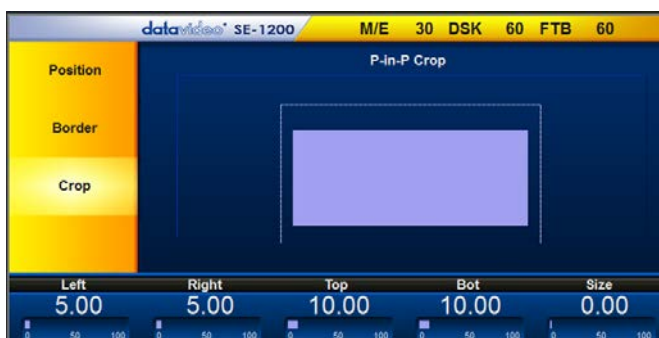 datavideo SE-1200 M/E 30 DSK 60 FTB 60
P-in-P Crop
Position
Border
Crop
Left Right Top Bot Size
5.00 5.00 10.00 10.00 0.00
0 50 100 0 50 100 0 50 100 0 50 100 0 50 100